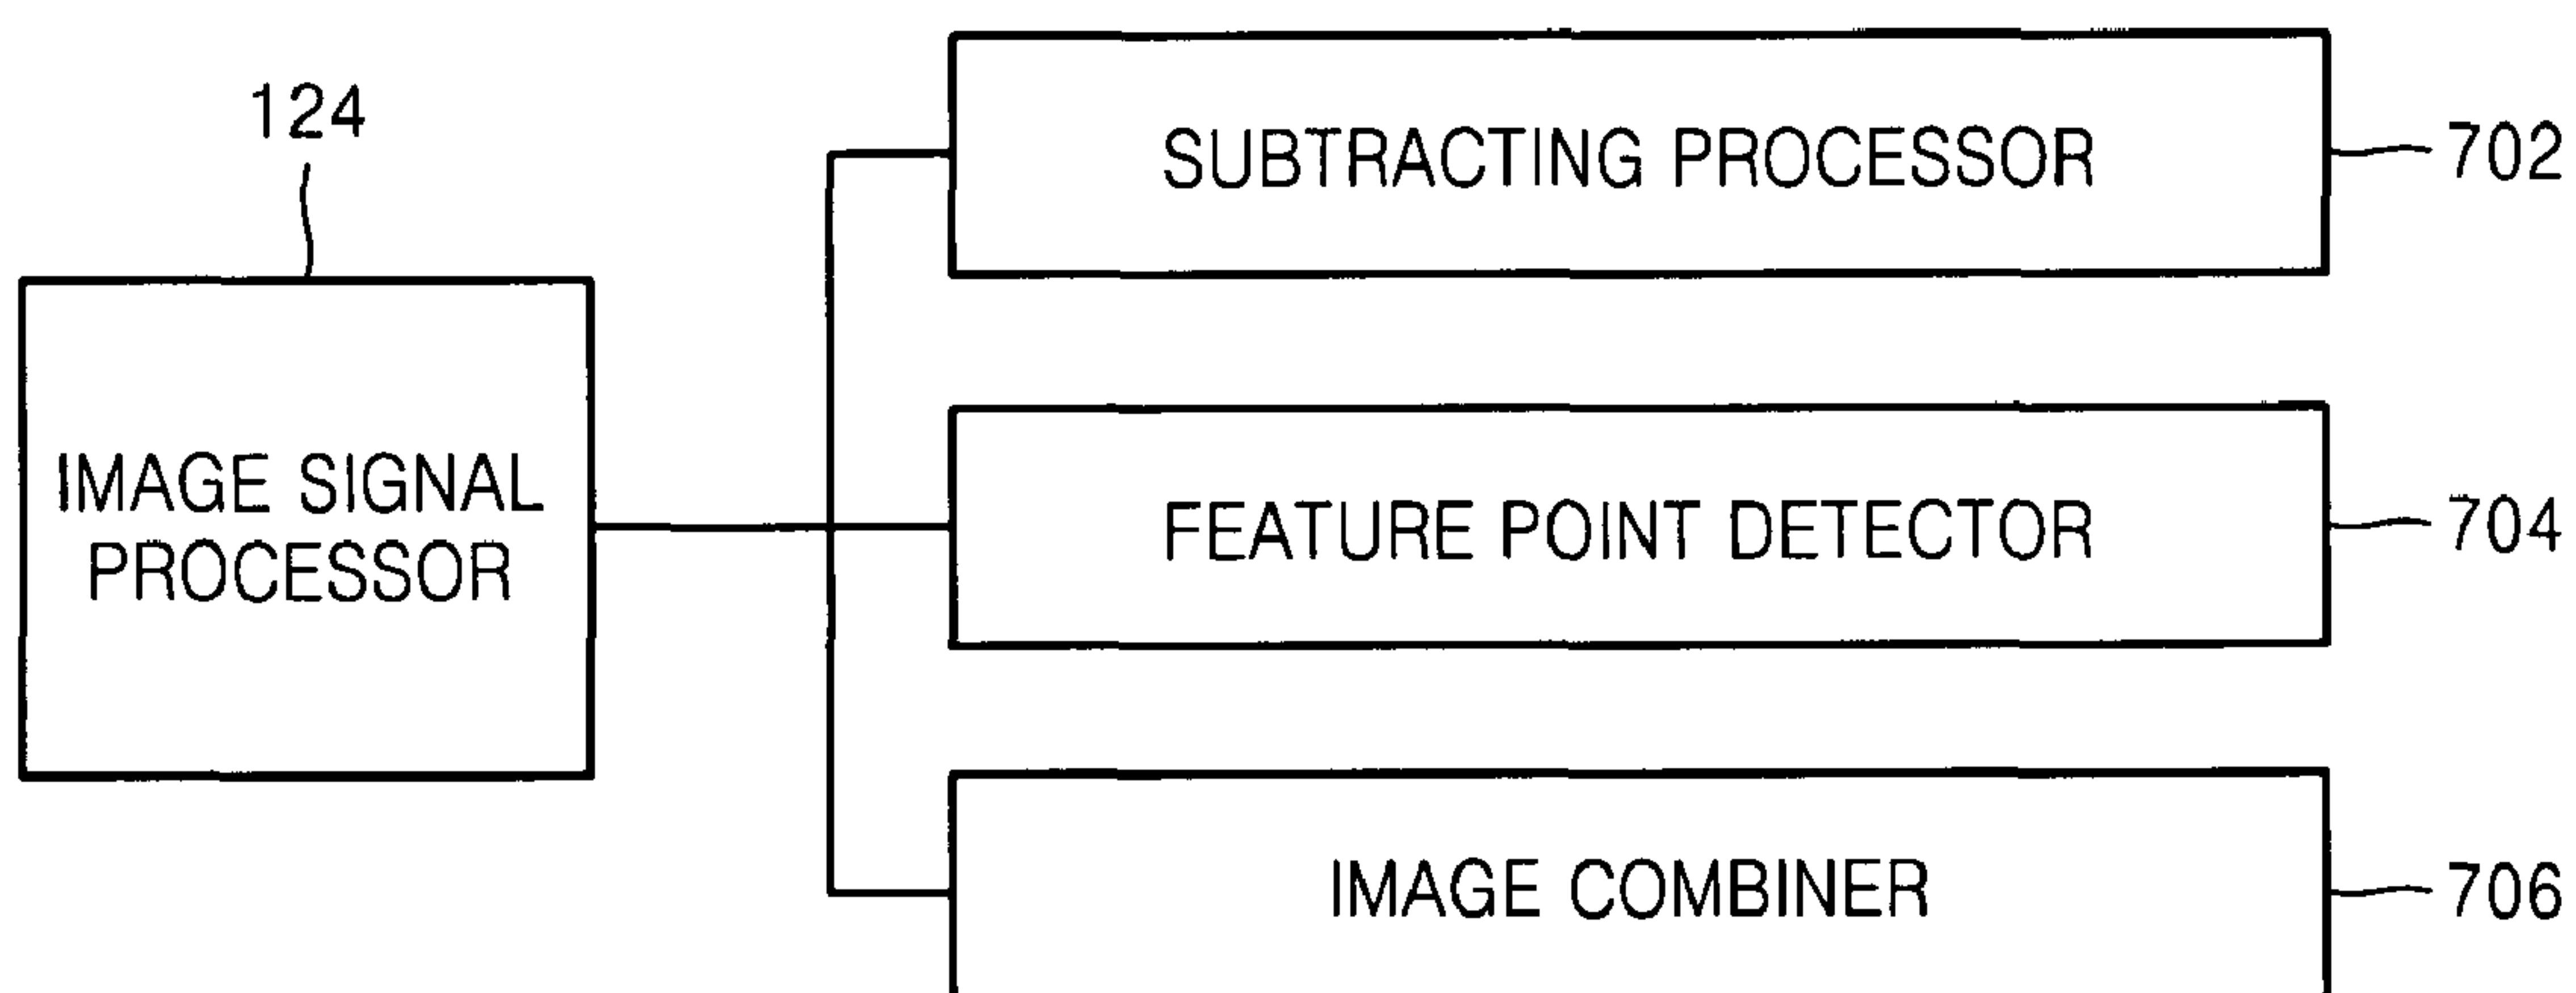 124
IMAGE SIGNAL
PROCESSOR
SUBTRACTING PROCESSOR
702
FEATURE POINT DETECTOR
704
IMAGE COMBINER
706